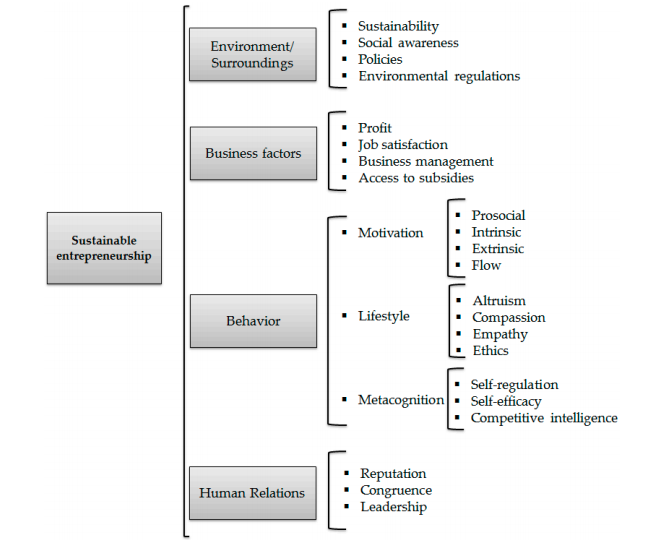 Sustainable
entrepreneurship
Environment/
Surroundings
▪ Sustainability
▪ Social awareness
▪ Policies
▪ Environmental regulations
Business factors
▪ Profit
▪ Job satisfaction
▪ Business management
▪ Access to subsidies
Behavior
▪ Motivation
▪ Prosocial
▪ Intrinsic
▪ Extrinsic
▪ Flow
▪ Lifestyle
▪ Altruism
▪ Compassion
▪ Empathy
▪ Ethics
▪ Metacognition
▪ Self-regulation
▪ Self-efficacy
▪ Competitive intelligence
Human Relations
▪ Reputation
▪ Congruence
▪ Leadership